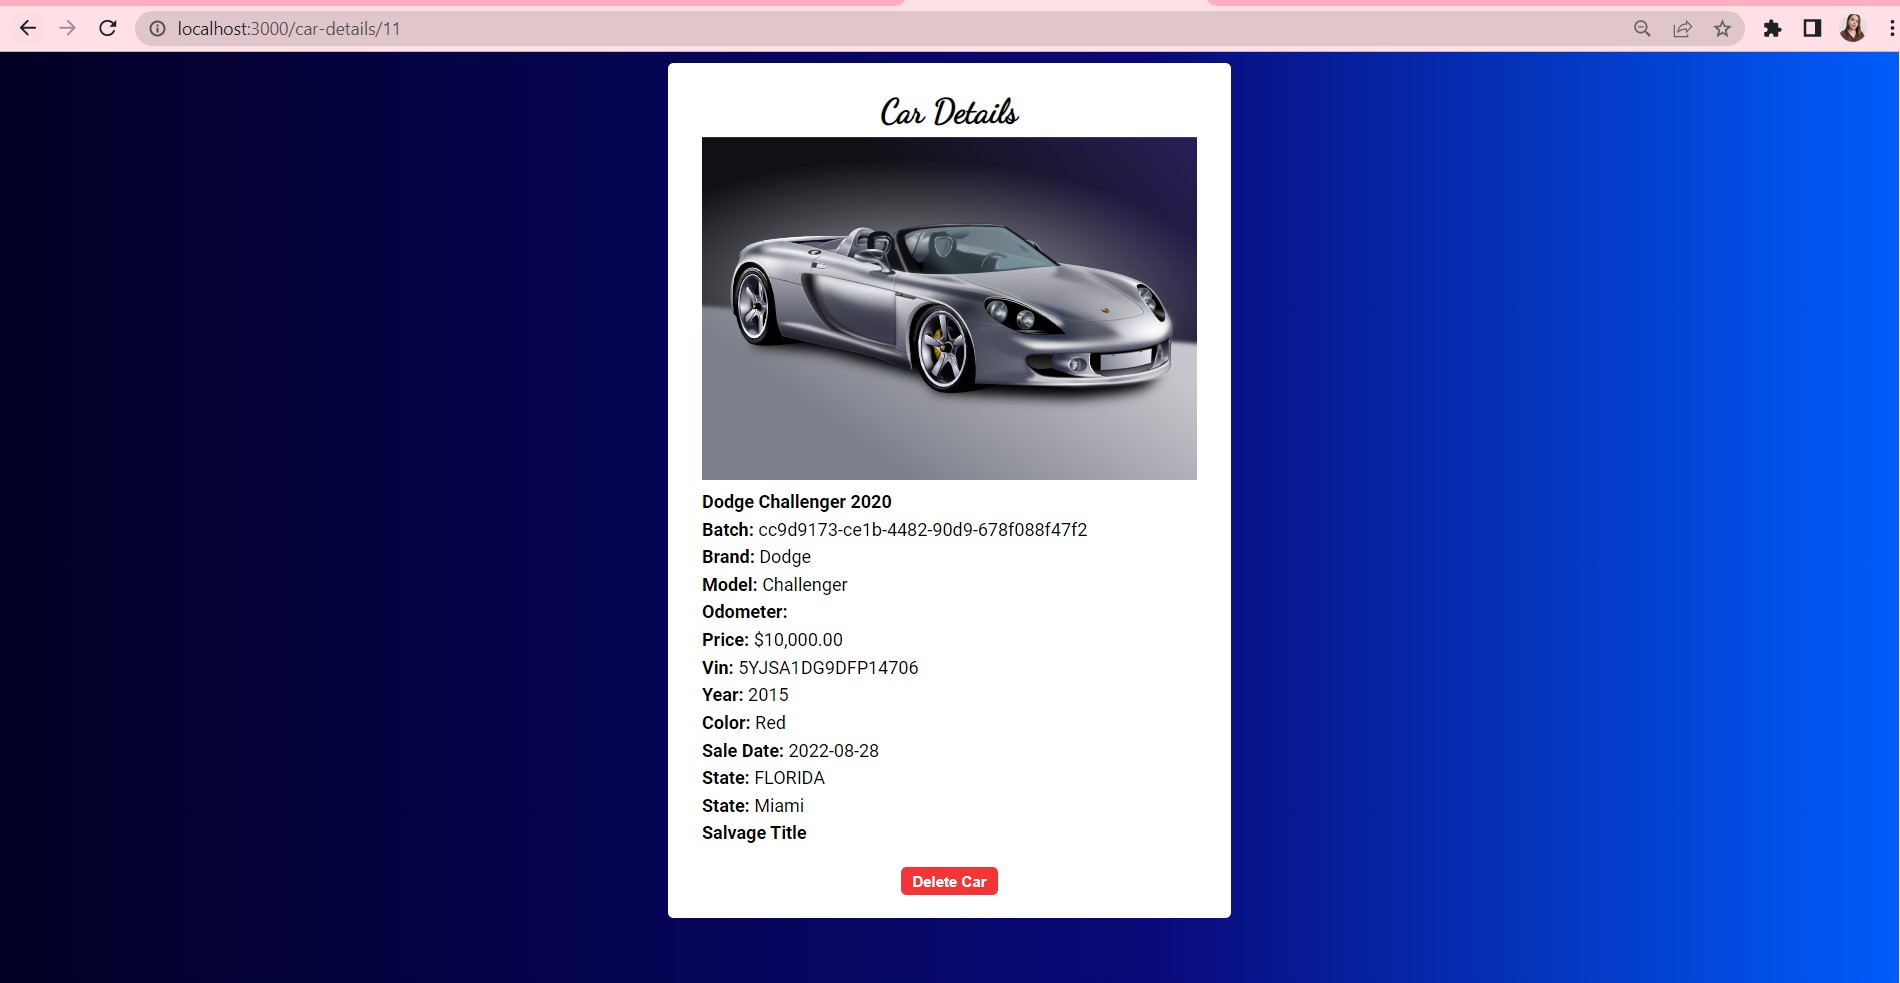 localhost:3000/car-details/11
Car Details
Dodge Challenger 2020
Batch: cc9d9173-ce1b-4482-90d9-678f088f47f2
Brand: Dodge
Model: Challenger
Odometer:
Price: $10,000.00
Vin: 5YJSA1DG9DFP14706
Year: 2015
Color: Red
Sale Date: 2022-08-28
State: FLORIDA
State: Miami
Salvage Title
Delete Car